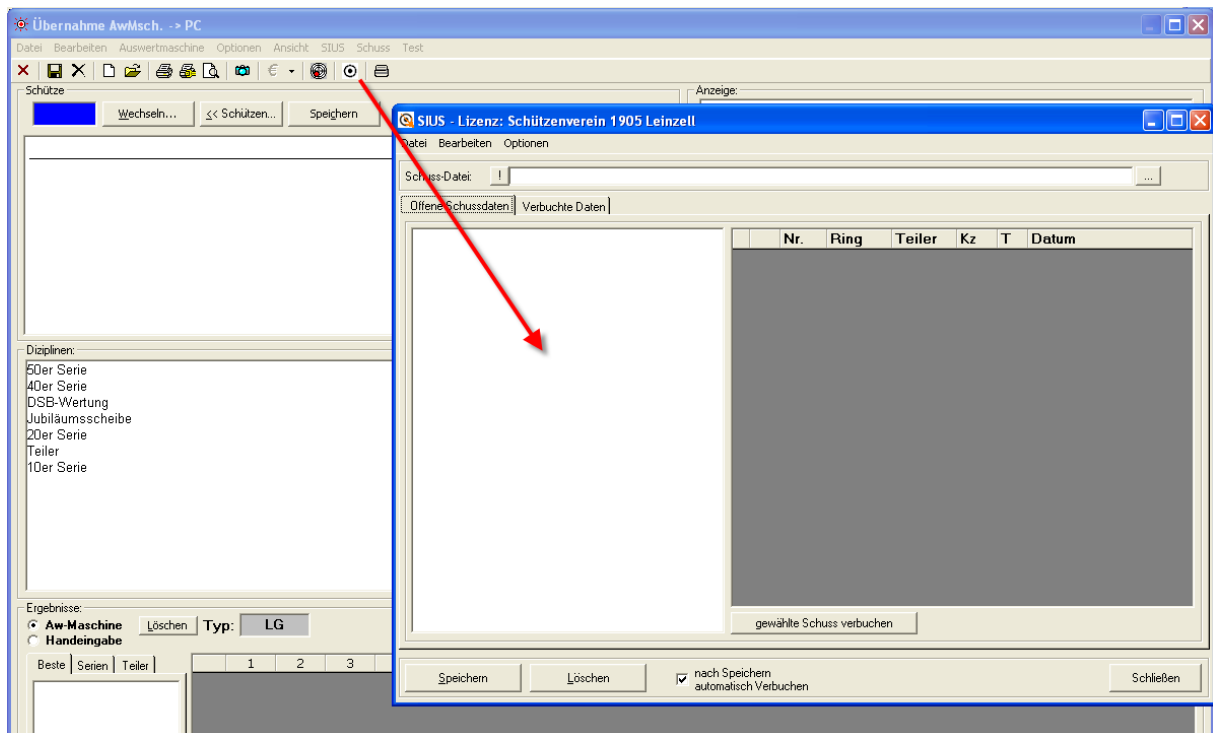 Übernahme AwMsch. -> PC
Datei Bearbeiten Auswertmaschine Optionen Ansicht SIUS Schuss Test
€
Schütze
Anzeige:
Wechseln... << Schützen... Speichern
SIUS - Lizenz: Schützenverein 1905 Leinzell
Datei Bearbeiten Optionen
Schuss-Datei: ! ...
Offene Schussdaten Verbuchte Daten
Nr. Ring Teiler Kz T Datum
Diziplinen:
50er Serie
40er Serie
DSB-Wertung
Jubiläumsscheibe
20er Serie
Teiler
10er Serie
Ergebnisse:
Aw-Maschine Löschen Typ: LG
Handeingabe
gewählte Schuss verbuchen
Beste Serien Teiler 1 2 3
Speichern Löschen nach Speichern
automatisch Verbuchen
Schließen